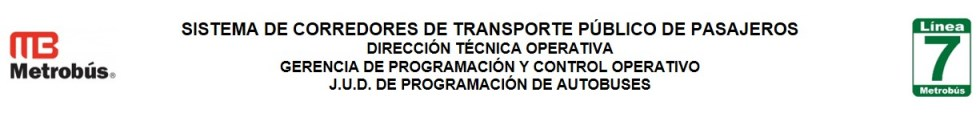 MB
Metrobús®
SISTEMA DE CORREDORES DE TRANSPORTE PÚBLICO DE PASAJEROS
DIRECCIÓN TÉCNICA OPERATIVA
GERENCIA DE PROGRAMACIÓN Y CONTROL OPERATIVO
J.U.D. DE PROGRAMACIÓN DE AUTOBUSES
Línea
7
Metrobús